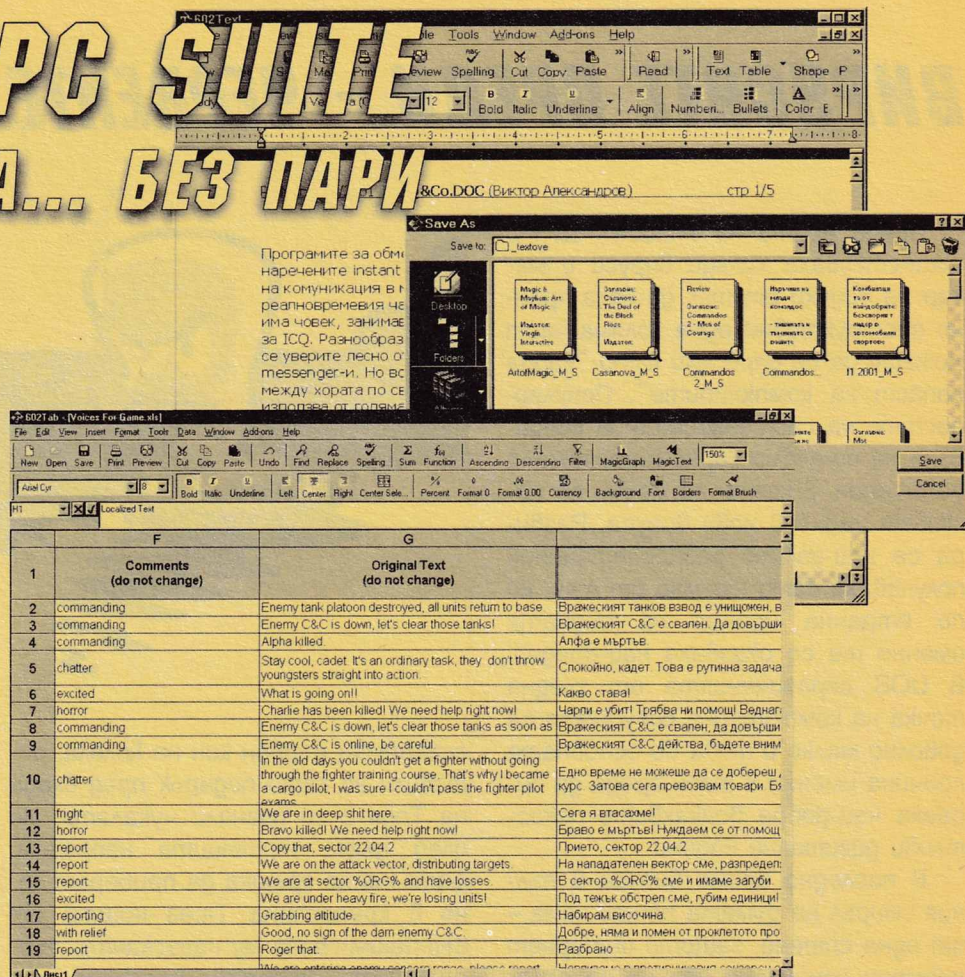 PC SUITE
БЕЗ ПАРИ
602Text
Tools Window Add-ons Help
Spelling Cut Copy Paste Read Text Table Shape P
12 Bold Italic Underline Align Numberi... Bullets Color E
&Co.DOC (Виктор Александров) стр 1/5
Програмите за обм
наречените instant
на комуникация в
реалновремевия ча
има човек, занимав
за ICQ. Разнообраз
се уверите лесно о
messenger-и. Но вс
между хората по св
използва от голяма
Save As
Save to: _textove
Desktop
Folders
ArtofMagic_M_S Casanova_M_S Commandos 2_M_S Commandos... f1 2001_M_S
Save
Cancel
602Tab - [Voices For Game.xls]
File Edit View Insert Format Tools Data Window Add-ons Help
New Open Save Print Preview Cut Copy Paste Undo Find Replace Spelling Sum Function Ascending Descending Filter MagicGraph MagicText 150%
Arial Cyr 8 Bold Italic Underline Left Center Right Center Sele... Percent Format 0 Format 0.00 Currency Background Font Borders Format Brush
H1 Localized Text
F G
1 Comments (do not change) Original Text (do not change)
2 commanding Enemy tank platoon destroyed, all units return to base. Вражеският танков взвод е унищожен, в
3 commanding Enemy C&C is down, let's clear those tanks! Вражеският C&C е свален. Да довърши
4 commanding Alpha killed. Алфа е мъртъв.
5 chatter Stay cool, cadet. It's an ordinary task, they don't throw
youngsters straight into action. Спокойно, кадет. Това е рутинна задача
6 excited What is going on!! Какво става!
7 horror Charlie has been killed! We need help right now! Чарли е убит! Трябва ни помощ! Веднага
8 commanding Enemy C&C is down, let's clear those tanks as soon as Вражеският C&C е свален, да довърши
9 commanding Enemy C&C is online, be careful. Вражеският C&C действа, бъдете вним
10 chatter In the old days you couldn't get a fighter without going
through the fighter training course. That's why I became
a cargo pilot, I was sure I couldn't pass the fighter pilot
exams. Едно време не можеше да се добереш
курс. Затова сега превозвам товари. Бя
11 fright We are in deep shit here. Сега я втасахме!
12 horror Bravo killed! We need help right now! Браво е мъртъв! Нуждаем се от помощ
13 report Copy that, sector 22.04.2 Прието, сектор 22.04.2
14 report We are on the attack vector, distributing targets. На нападателен вектор сме, разпредел
15 report We are at sector %ORG% and have losses. В сектор %ORG% сме и имаме загуби.
16 excited We are under heavy fire, we're losing units! Под тежък обстрел сме, губим единици!
17 reporting Grabbing altitude. Набирам височина.
18 with relief Good, no sign of the darn enemy C&C. Добре, няма и помен от проклетото про
19 report Roger that. Разбрано
We are entering enemy sensors range, please report
Лист1